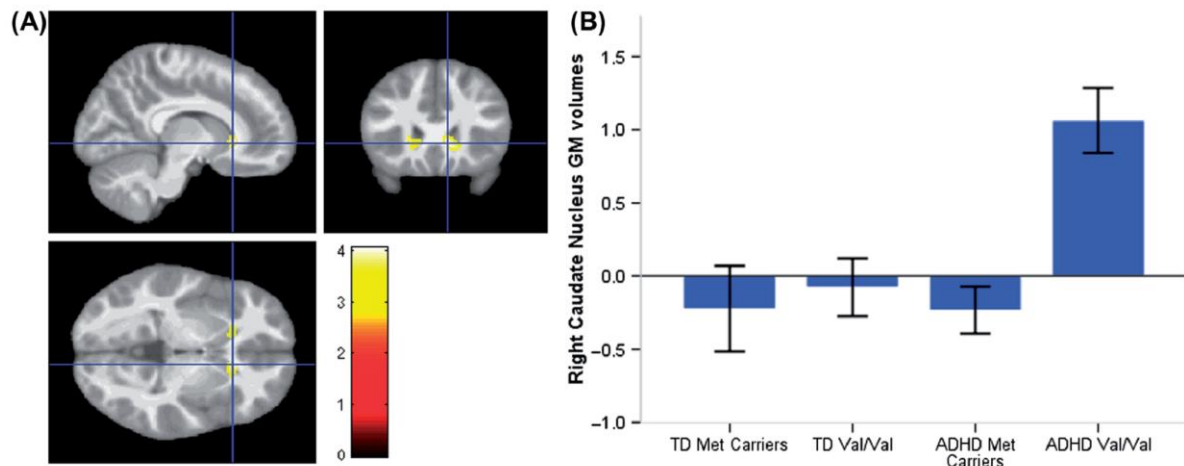 (A)
4
3
2
1
0
(B)
Right Caudate Nucleus GM volumes
1.5
1.0
0.5
0.0
−0.5
−1.0
TD Met Carriers
TD Val/Val
ADHD Met
Carriers
ADHD Val/Val